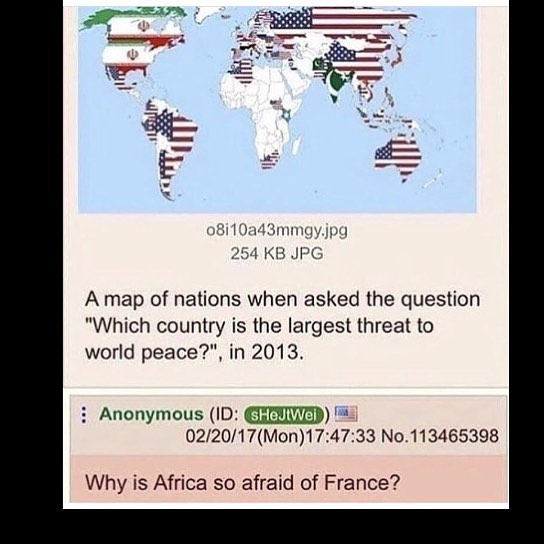 o8i10a43mmgy.jpg
254 KB JPG
A map of nations when asked the question
"Which country is the largest threat to
world peace?", in 2013.
Anonymous (ID: sHeJtWei)
02/20/17(Mon)17:47:33 No.113465398
Why is Africa so afraid of France?